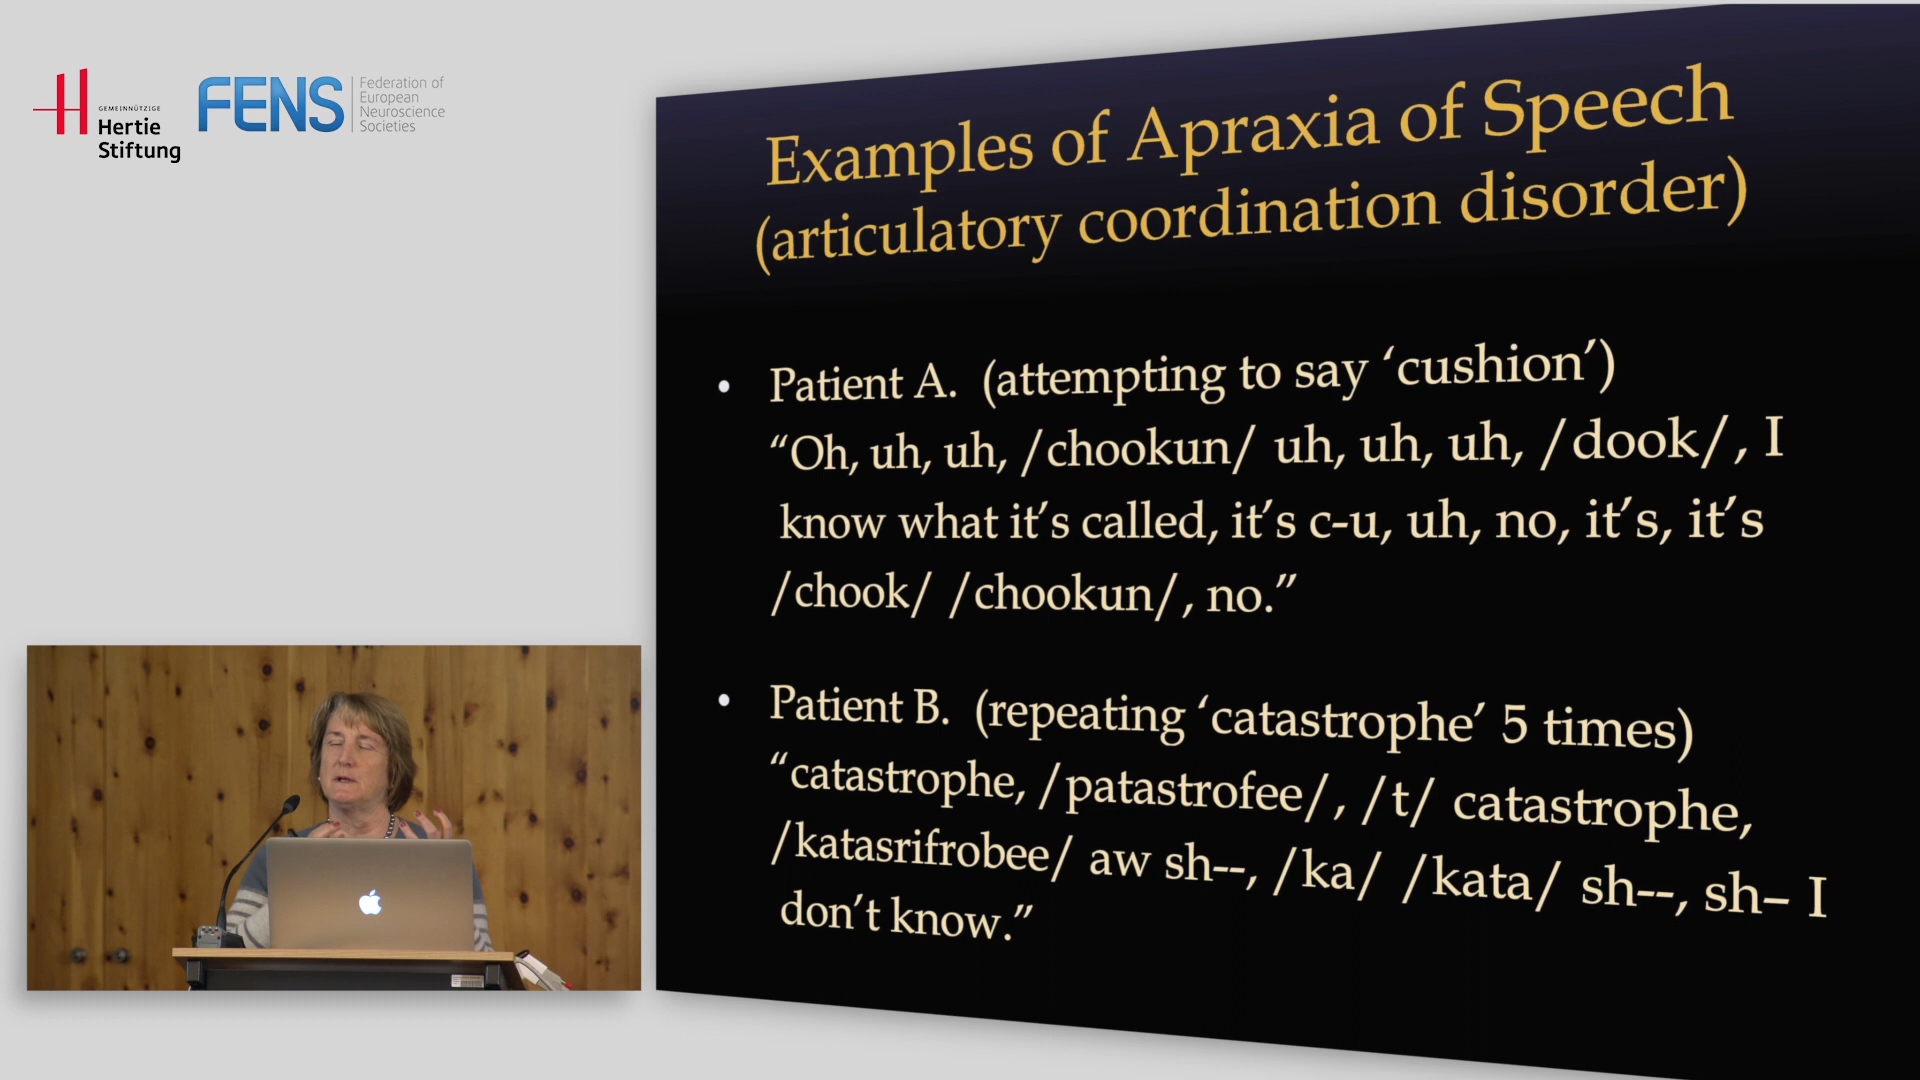 GEMEINNÜTZIGE
Hertie
Stiftung
FENS
Federation of
European
Neuroscience
Societies
Examples of Apraxia of Speech
(articulatory coordination disorder)
• Patient A. (attempting to say ‘cushion’)
“Oh, uh, uh, /chookun/ uh, uh, uh, /dook/, I
know what it’s called, it’s c-u, uh, no, it’s, it’s
/chook/ /chookun/, no.”
• Patient B. (repeating ‘catastrophe’ 5 times)
“catastrophe, /patastrofee/, /t/ catastrophe,
/katasrifrobee/ aw sh--, /ka/ /kata/ sh--, sh– I
don’t know.”